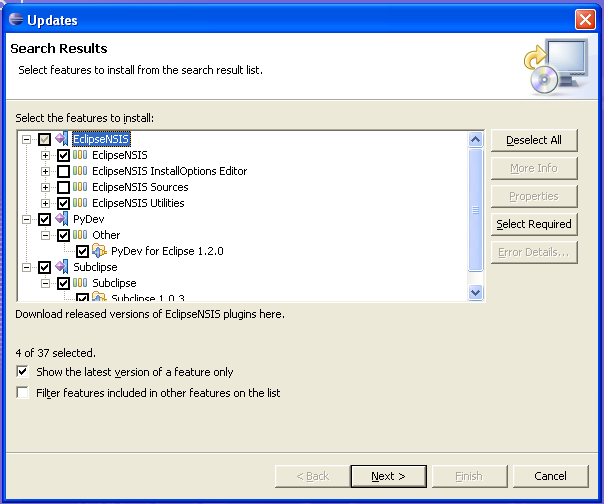 Updates
Search Results
Select features to install from the search result list.
Select the features to install:
EclipseNSIS
EclipseNSIS
EclipseNSIS InstallOptions Editor
EclipseNSIS Sources
EclipseNSIS Utilities
PyDev
Other
PyDev for Eclipse 1.2.0
Subclipse
Subclipse
Subclipse 1.0.3
Deselect All
More Info
Properties
Select Required
Error Details...
Download released versions of EclipseNSIS plugins here.
4 of 37 selected.
Show the latest version of a feature only
Filter features included in other features on the list
< Back
Next >
Finish
Cancel